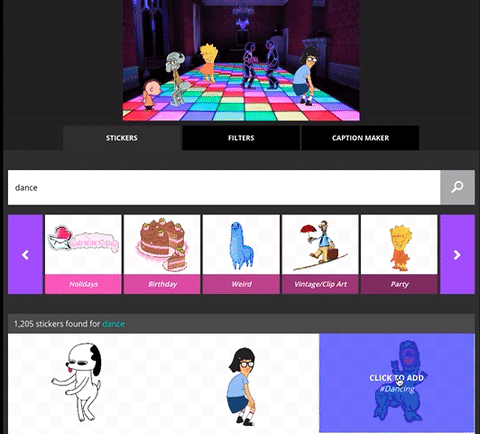 STICKERS
FILTERS
CAPTION MAKER
dance
Holidays
Birthday
Weird
Vintage/Clip Art
Party
1,205 stickers found for dance
CLICK TO ADD
#Dancing